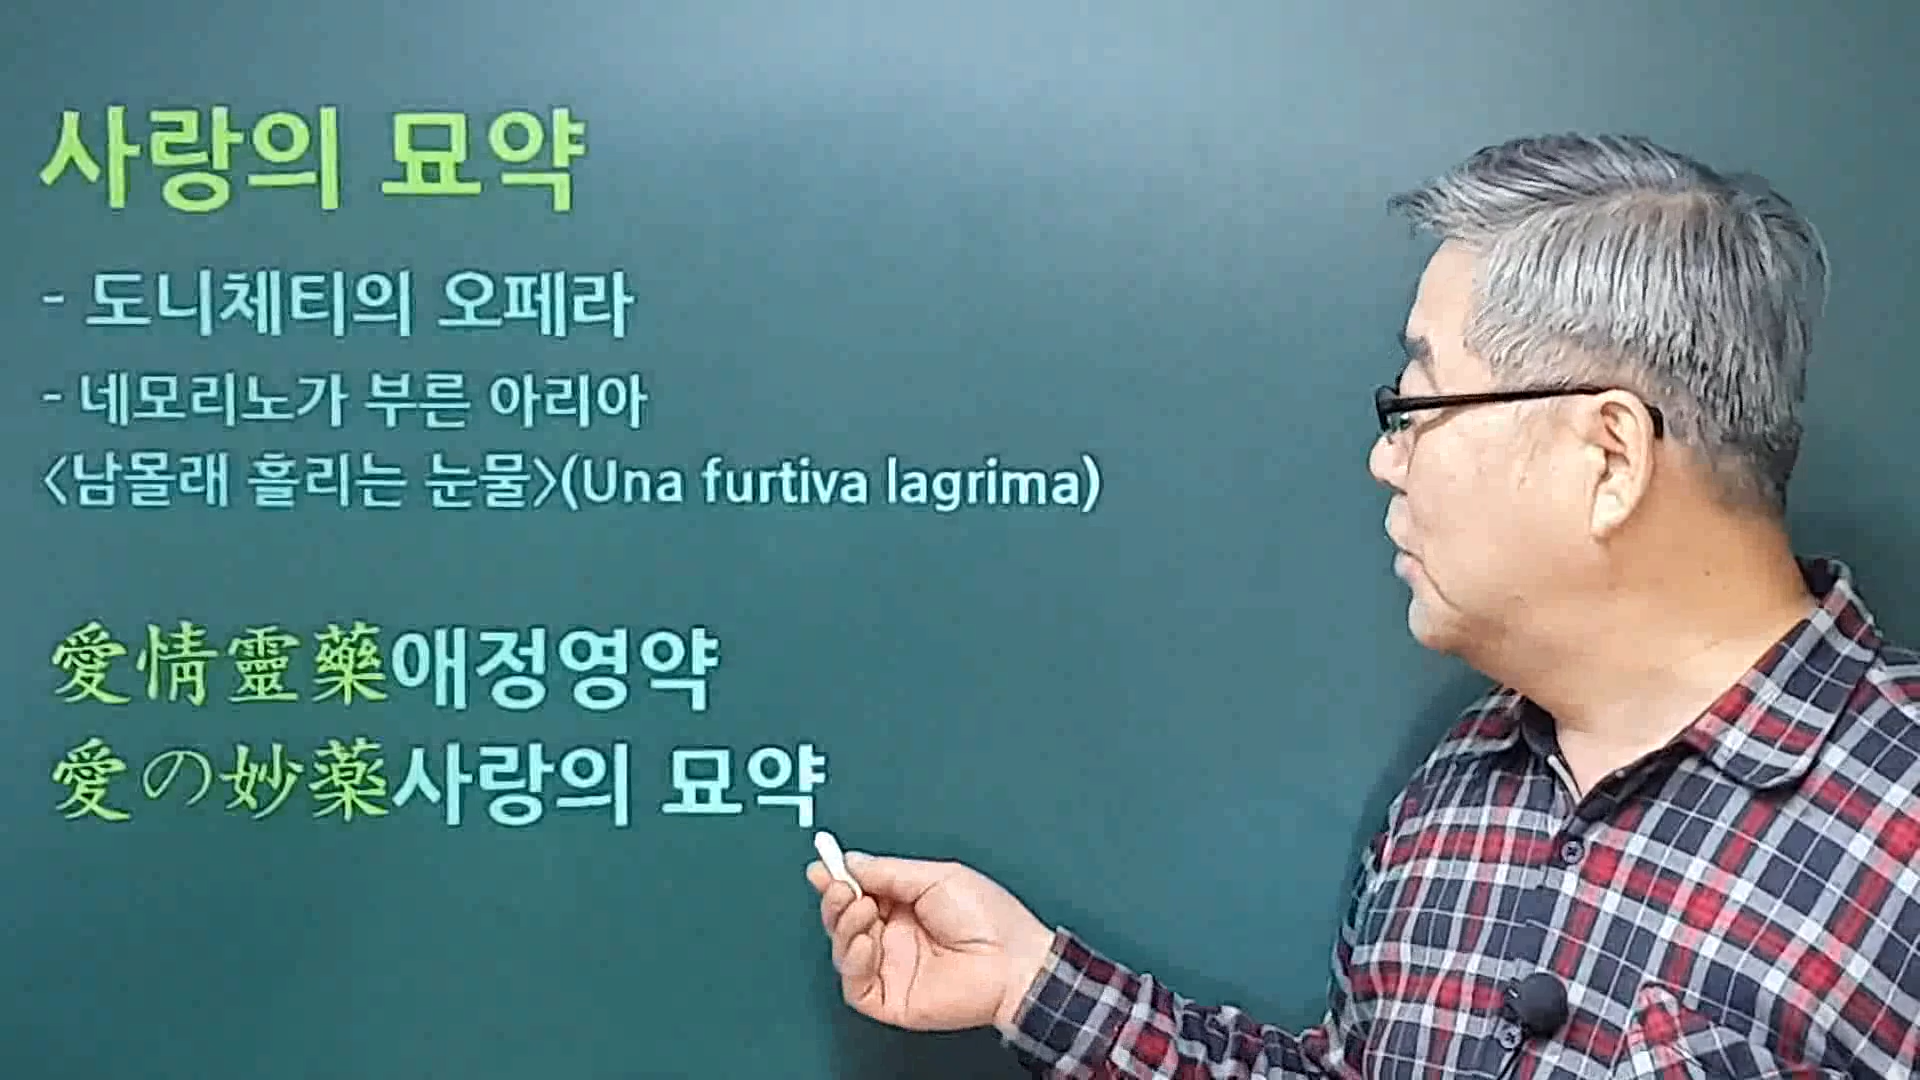 사랑의 묘약
- 도니체티의 오페라
- 네모리노가 부른 아리아
<남몰래 흘리는 눈물>(Una furtiva lagrima)
愛情靈藥애정영약
愛の妙薬사랑의 묘약